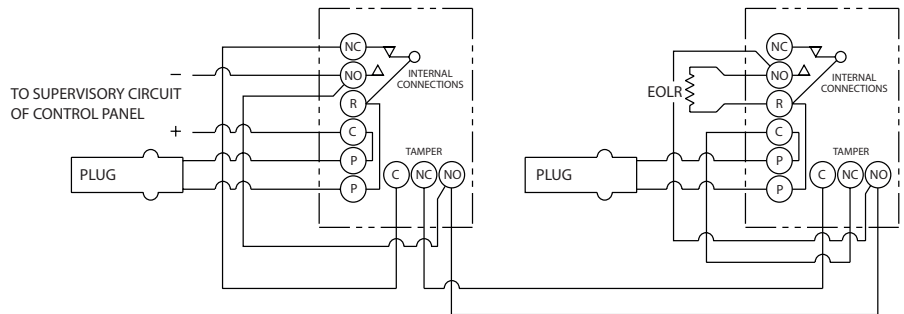 NC
−
NO
TO SUPERVISORY CIRCUIT
OF CONTROL PANEL
R
INTERNAL
CONNECTIONS
+
C
TAMPER
P
PLUG
P
C NC NO
NC
NO
EOLR
R
INTERNAL
CONNECTIONS
C
TAMPER
P
PLUG
P
C NC NO